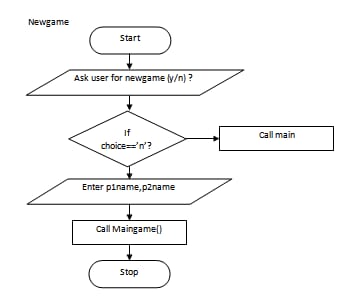 Newgame
Start
Ask user for newgame (y/n) ?
If
choice=='n'?
Call main
Enter p1name,p2name
Call Maingame()
Stop